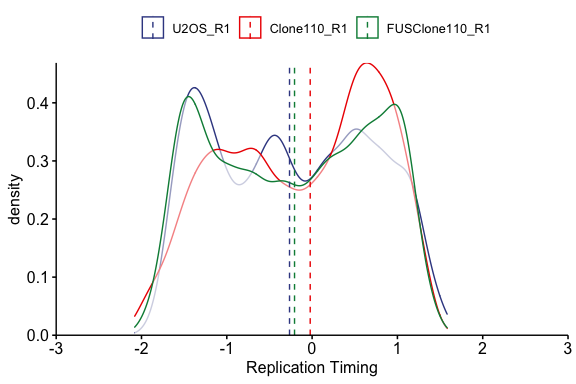 U2OS_R1 Clone110_R1 FUSClone110_R1
0.4
0.3
0.2
0.1
0.0
density
-3 -2 -1 0 1 2 3
Replication Timing